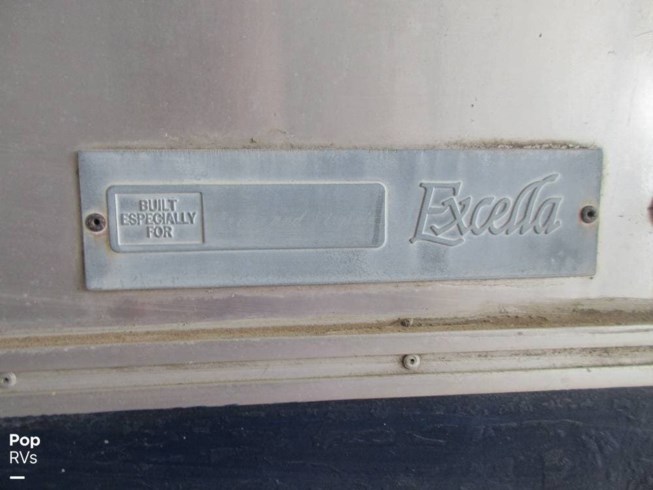 BUILT
ESPECIALLY
FOR
Excella
Pop
RVs